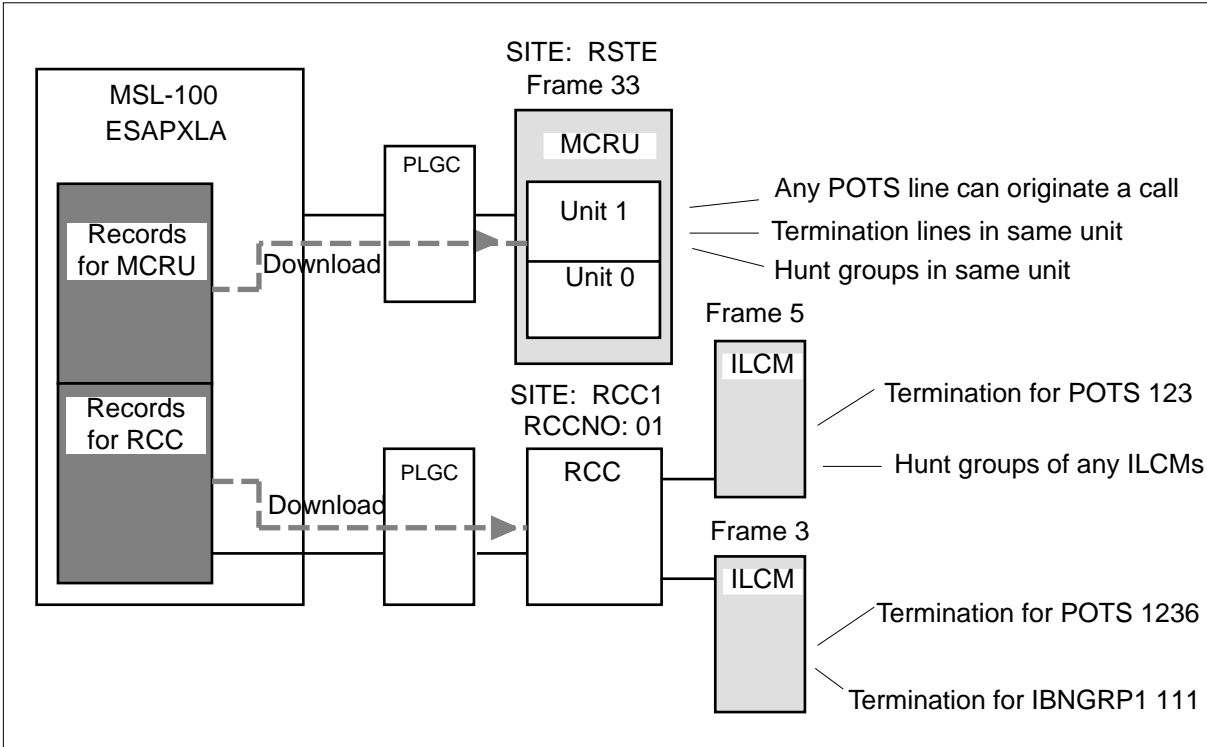 SITE: RSTE
Frame 33
MSL-100
ESAPXLA
PLGC
MCRU
Unit 1
Unit 0
Any POTS line can originate a call
Termination lines in same unit
Hunt groups in same unit
Records
for MCRU
Download
Frame 5
ILCM
SITE: RCC1
RCCNO: 01
Records
for RCC
PLGC
RCC
Termination for POTS 123
Hunt groups of any ILCMs
Download
Frame 3
ILCM
Termination for POTS 1236
Termination for IBNGRP1 111